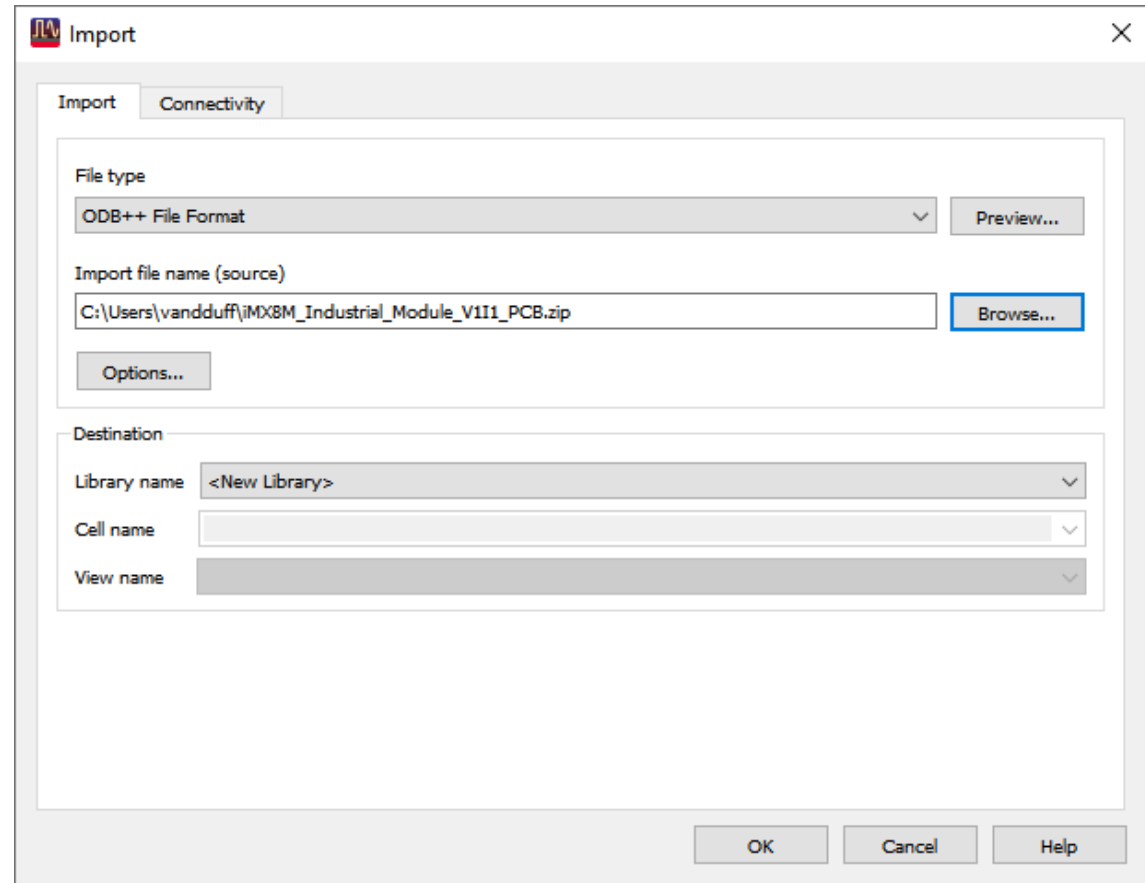 Import
Import Connectivity
File type
ODB++ File Format Preview...
Import file name (source)
C:\Users\vandduff\iMX8M_Industrial_Module_V1I1_PCB.zip Browse...
Options...
Destination
Library name <New Library>
Cell name
View name
OK Cancel Help